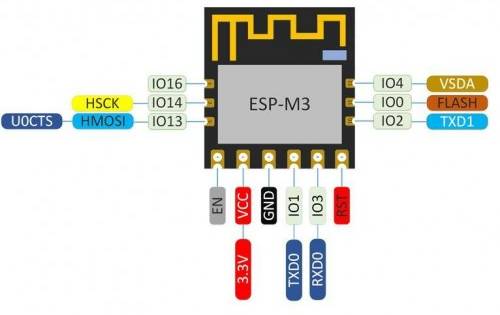 IO16 IO4 VSDA
HSCK IO14 ESP-M3 IO0 FLASH
U0CTS HMOSI IO13 IO2 TXD1
EN VCC GND IO1 IO3 RST
3.3V TXD0 RXD0